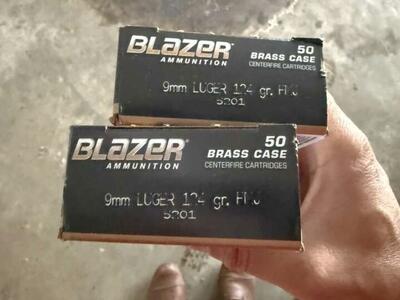 BLAZER
AMMUNITION
50
BRASS CASE
CENTERFIRE CARTRIDGES
9mm LUGER 124 gr. FMJ
5201
BLAZER
AMMUNITION
50
BRASS CASE
CENTERFIRE CARTRIDGES
9mm LUGER 124 gr. FMJ
5201